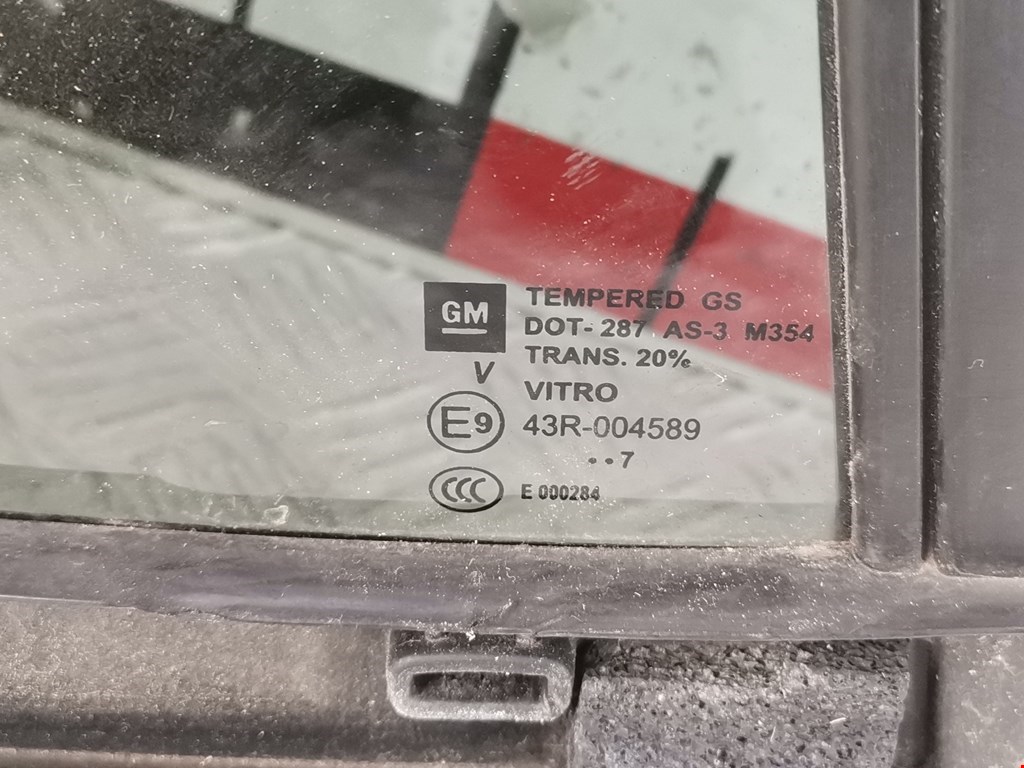 GM
TEMPERED GS
DOT-287 AS-3 M354
TRANS. 20%
V
VITRO
E9
43R-004589
..7
CCC
E 000284